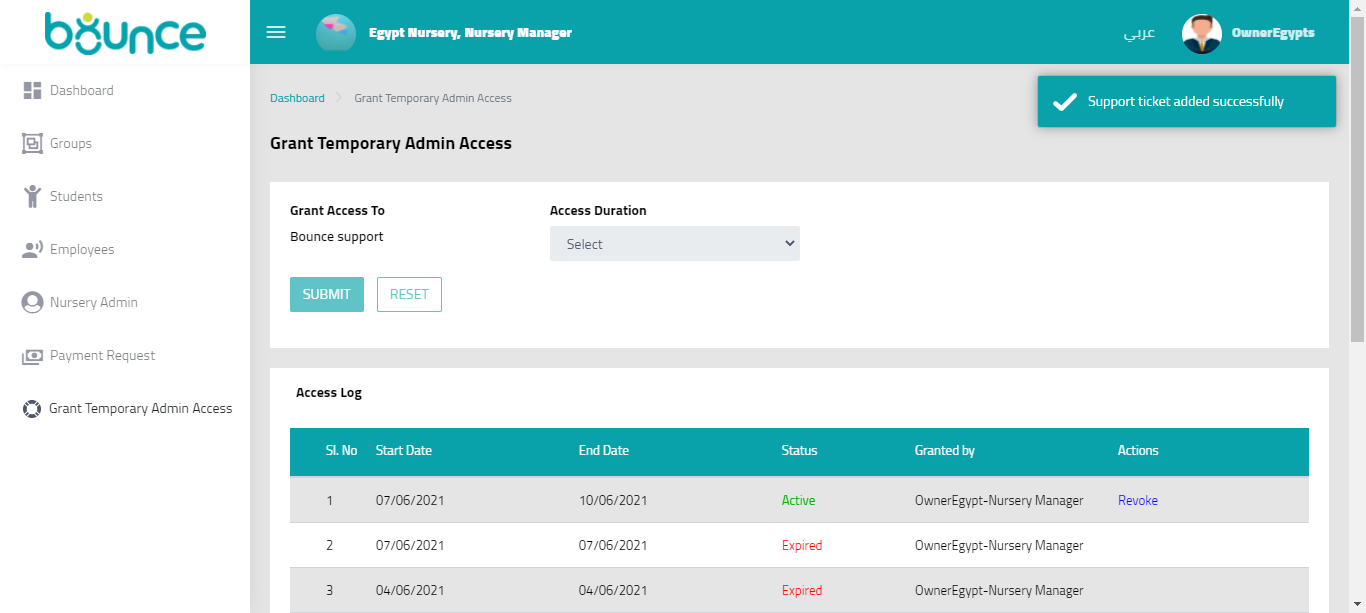 bounce
Egypt Nursery, Nursery Manager
عربي
OwnerEgypts
Dashboard
Groups
Students
Employees
Nursery Admin
Payment Request
Grant Temporary Admin Access
Dashboard > Grant Temporary Admin Access
Support ticket added successfully
Grant Temporary Admin Access
Grant Access To
Bounce support
Access Duration
Select
SUBMIT RESET
Access Log
Sl. No Start Date End Date Status Granted by Actions
1 07/06/2021 10/06/2021 Active OwnerEgypt-Nursery Manager Revoke
2 07/06/2021 07/06/2021 Expired OwnerEgypt-Nursery Manager
3 04/06/2021 04/06/2021 Expired OwnerEgypt-Nursery Manager